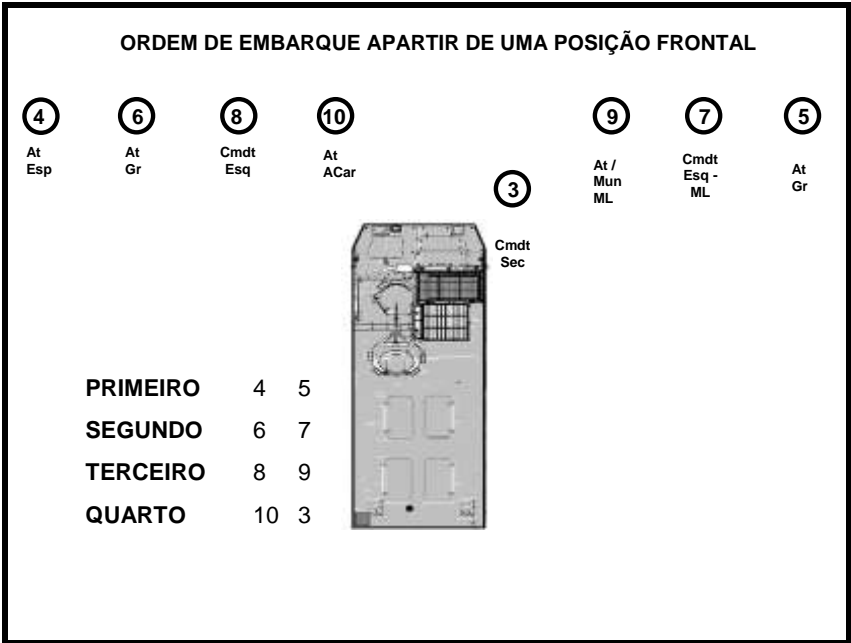 ORDEM DE EMBARQUE APARTIR DE UMA POSIÇÃO FRONTAL
4 6 8 10 9 7 5
At
Esp
At
Gr
Cmdt
Esq
At
ACar
At /
Mun
ML
Cmdt
Esq -
ML
At
Gr
3
Cmdt
Sec
PRIMEIRO 4 5
SEGUNDO 6 7
TERCEIRO 8 9
QUARTO 10 3